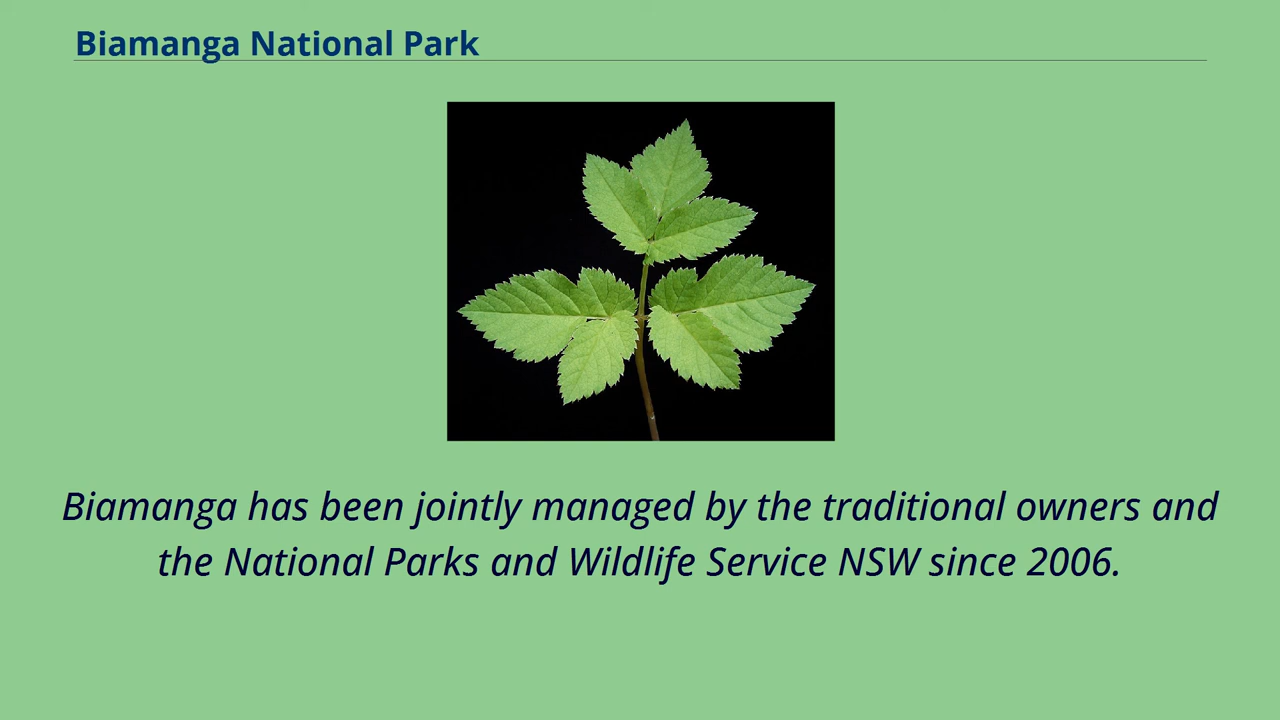 Biamanga National Park
Biamanga has been jointly managed by the traditional owners and
the National Parks and Wildlife Service NSW since 2006.